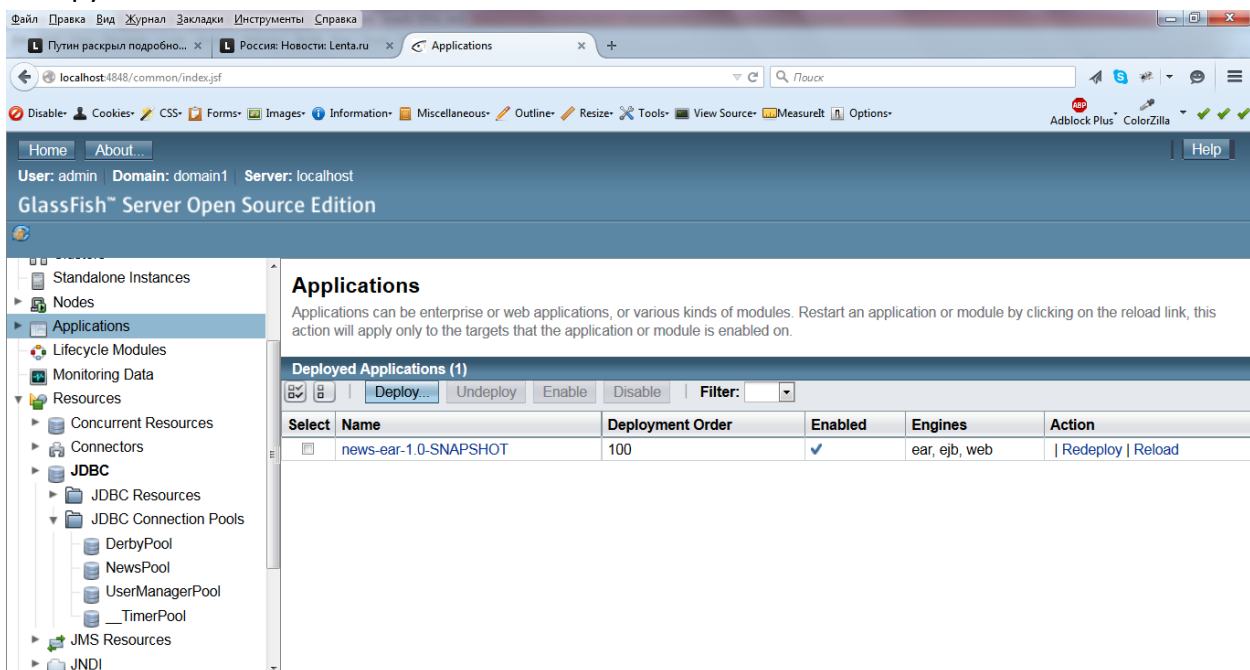 Файл Правка Вид Журнал Закладки Инструменты Справка
Путин раскрыл подробно... × Россия: Новости: Lenta.ru × Applications × +
localhost:4848/common/index.jsf Поиск
Disable Cookies CSS Forms Images Information Miscellaneous Outline Resize Tools View Source MeasureIt Options ABP Adblock Plus ColorZilla
Home About... Help
User: admin Domain: domain1 Server: localhost
GlassFish™ Server Open Source Edition
Standalone Instances
Nodes
Applications
Lifecycle Modules
Monitoring Data
Resources
Concurrent Resources
Connectors
JDBC
JDBC Resources
JDBC Connection Pools
DerbyPool
NewsPool
UserManagerPool
__TimerPool
JMS Resources
JNDI
Applications
Applications can be enterprise or web applications, or various kinds of modules. Restart an application or module by clicking on the reload link, this
action will apply only to the targets that the application or module is enabled on.
Deployed Applications (1)
Deploy... Undeploy Enable Disable Filter:
Select Name Deployment Order Enabled Engines Action
news-ear-1.0-SNAPSHOT 100 ear, ejb, web | Redeploy | Reload